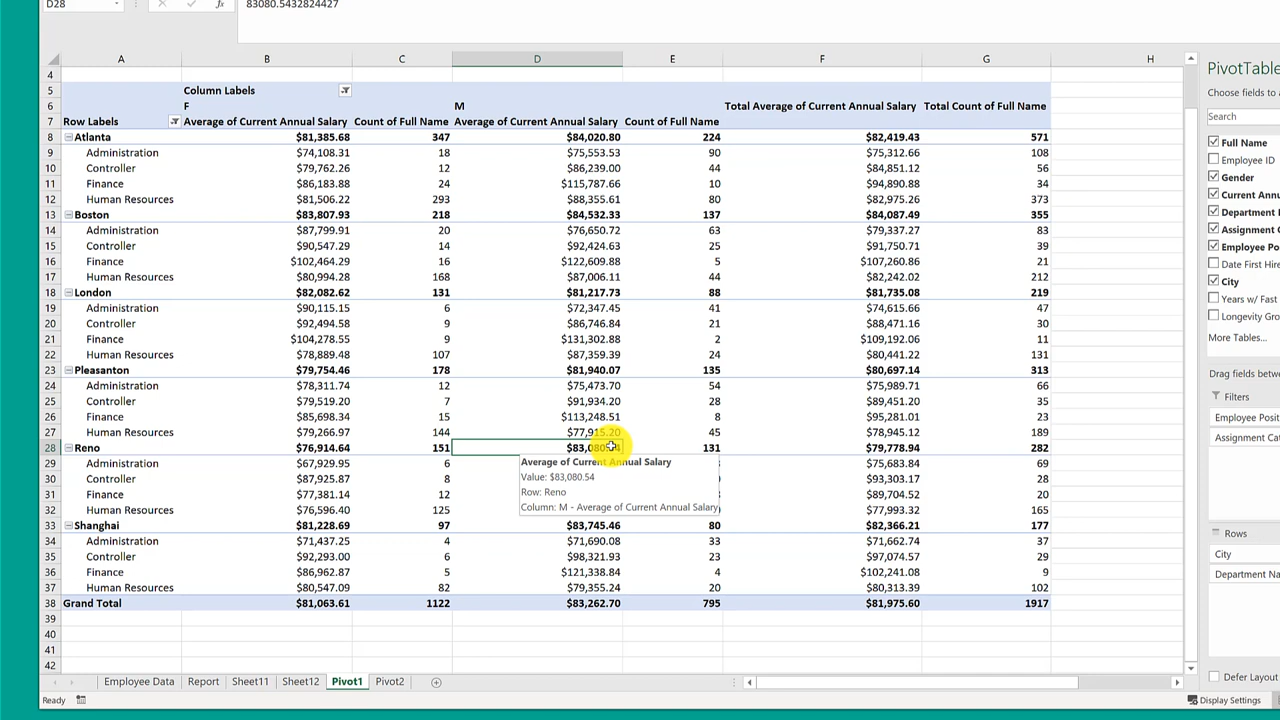 D28 fx 83080.5432824427
A B C D E F G H
4
5 Column Labels
6 F M Total Average of Current Annual Salary Total Count of Full Name
7 Row Labels Average of Current Annual Salary Count of Full Name Average of Current Annual Salary Count of Full Name
8 Atlanta $81,385.68 347 $84,020.80 224 $82,419.43 571
9 Administration $74,108.31 18 $75,553.53 90 $75,312.66 108
10 Controller $79,762.26 12 $86,239.00 44 $84,851.12 56
11 Finance $86,183.88 24 $115,787.66 10 $94,890.88 34
12 Human Resources $81,506.22 293 $88,355.61 80 $82,975.26 373
13 Boston $83,807.93 218 $84,532.33 137 $84,087.49 355
14 Administration $87,799.91 20 $76,650.72 63 $79,337.27 83
15 Controller $90,547.29 14 $92,424.63 25 $91,750.71 39
16 Finance $102,464.29 16 $122,609.88 5 $107,260.86 21
17 Human Resources $80,994.28 168 $87,006.11 44 $82,242.02 212
18 London $82,082.62 131 $81,217.73 88 $81,735.08 219
19 Administration $90,115.15 6 $72,347.45 41 $74,615.66 47
20 Controller $92,494.58 9 $86,746.84 21 $88,471.16 30
21 Finance $104,278.55 9 $131,302.88 2 $109,192.06 11
22 Human Resources $78,889.48 107 $87,359.39 24 $80,441.22 131
23 Pleasanton $79,754.46 178 $81,940.07 135 $80,697.14 313
24 Administration $78,311.74 12 $75,473.70 54 $75,989.71 66
25 Controller $79,519.20 7 $91,934.20 28 $89,451.20 35
26 Finance $85,698.34 15 $113,248.51 8 $95,281.01 23
27 Human Resources $79,266.97 144 $77,915.20 45 $78,945.12 189
28 Reno $76,914.64 151 $83,080.54 131 $79,778.94 282
29 Administration $67,929.95 6 $75,683.84 69
30 Controller $87,925.87 8 $93,303.17 28
31 Finance $77,381.14 12 $89,704.52 20
32 Human Resources $76,596.40 125 $77,993.32 165
Average of Current Annual Salary
Value: $83,080.54
Row: Reno
Column: M - Average of Current Annual Salary
33 Shanghai $81,228.69 97 $83,745.46 80 $82,366.21 177
34 Administration $71,437.25 4 $71,690.08 33 $71,662.74 37
35 Controller $92,293.00 6 $98,321.93 23 $97,074.57 29
36 Finance $86,962.87 5 $121,338.84 4 $102,241.08 9
37 Human Resources $80,547.09 82 $79,355.24 20 $80,313.39 102
38 Grand Total $81,063.61 1122 $83,262.70 795 $81,975.60 1917
39
40
41
42
Employee Data Report Sheet11 Sheet12 Pivot1 Pivot2
Ready Display Settings
PivotTable
Choose fields to a
Search
Full Name
Employee ID
Gender
Current Annu
Department
Assignment C
Employee Pos
Date First Hire
City
Years w/ Fast
Longevity Gro
More Tables...
Drag fields betwe
Filters
Employee Posit
Assignment Cat
Rows
City
Department Na
Defer Layout